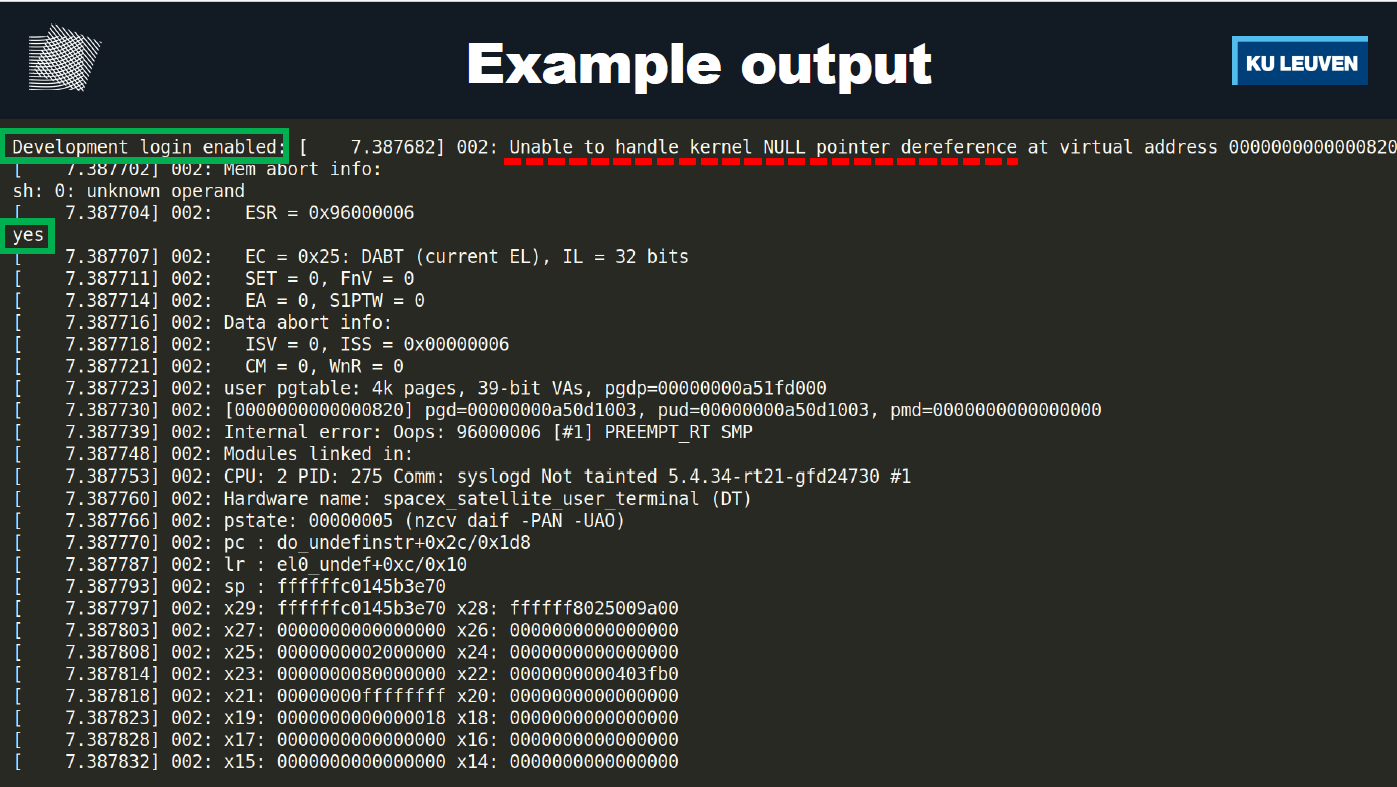 Example output
KU LEUVEN
Development login enabled: [    7.387682] 002: Unable to handle kernel NULL pointer dereference at virtual address 0000000000000820
[    7.387702] 002: Mem abort info:
sh: 0: unknown operand
[    7.387704] 002:   ESR = 0x96000006
yes
[    7.387707] 002:   EC = 0x25: DABT (current EL), IL = 32 bits
[    7.387711] 002:   SET = 0, FnV = 0
[    7.387714] 002:   EA = 0, S1PTW = 0
[    7.387716] 002: Data abort info:
[    7.387718] 002:   ISV = 0, ISS = 0x00000006
[    7.387721] 002:   CM = 0, WnR = 0
[    7.387723] 002: user pgtable: 4k pages, 39-bit VAs, pgdp=00000000a51fd000
[    7.387730] 002: [0000000000000820] pgd=00000000a50d1003, pud=00000000a50d1003, pmd=0000000000000000
[    7.387739] 002: Internal error: Oops: 96000006 [#1] PREEMPT_RT SMP
[    7.387748] 002: Modules linked in:
[    7.387753] 002: CPU: 2 PID: 275 Comm: syslogd Not tainted 5.4.34-rt21-gfd24730 #1
[    7.387760] 002: Hardware name: spacex_satellite_user_terminal (DT)
[    7.387766] 002: pstate: 00000005 (nzcv daif -PAN -UAO)
[    7.387770] 002: pc : do_undefinstr+0x2c/0x1d8
[    7.387787] 002: lr : el0_undef+0xc/0x10
[    7.387793] 002: sp : ffffffc0145b3e70
[    7.387797] 002: x29: ffffffc0145b3e70 x28: ffffff8025009a00
[    7.387803] 002: x27: 0000000000000000 x26: 0000000000000000
[    7.387808] 002: x25: 0000000002000000 x24: 0000000000000000
[    7.387814] 002: x23: 0000000080000000 x22: 0000000000403fb0
[    7.387818] 002: x21: 00000000ffffffff x20: 0000000000000000
[    7.387823] 002: x19: 0000000000000018 x18: 0000000000000000
[    7.387828] 002: x17: 0000000000000000 x16: 0000000000000000
[    7.387832] 002: x15: 0000000000000000 x14: 0000000000000000